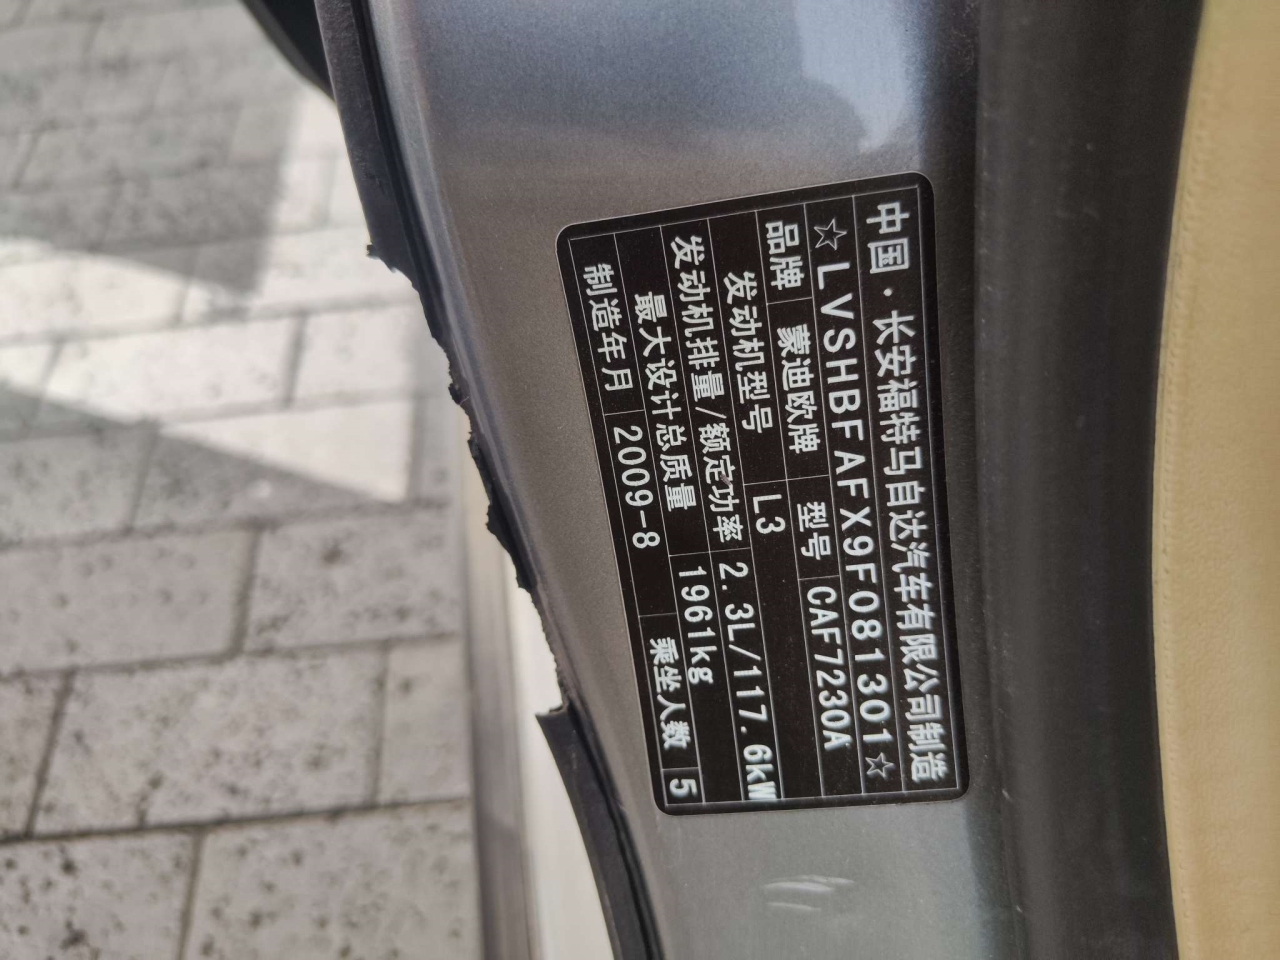 中国·长安福特马自达汽车有限公司制造
☆LVSHBFAFX9F081301☆
品牌 蒙迪欧牌 型号 CAF7230A
发动机型号 L3
发动机排量/额定功率 2.3L/117.6kW
最大设计总质量 1961kg
制造年月 2009-8 乘坐人数 5